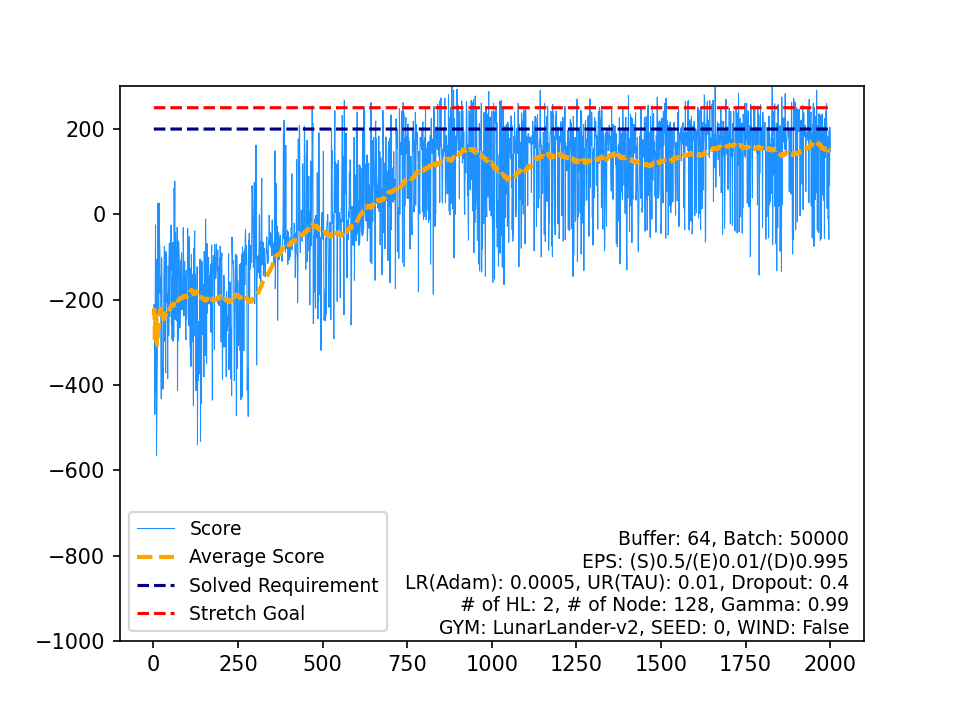 200
0
−200
−400
−600
−800
−1000
0 250 500 750 1000 1250 1500 1750 2000
Score
Average Score
Solved Requirement
Stretch Goal
Buffer: 64, Batch: 50000
EPS: (S)0.5/(E)0.01/(D)0.995
LR(Adam): 0.0005, UR(TAU): 0.01, Dropout: 0.4
# of HL: 2, # of Node: 128, Gamma: 0.99
GYM: LunarLander-v2, SEED: 0, WIND: False